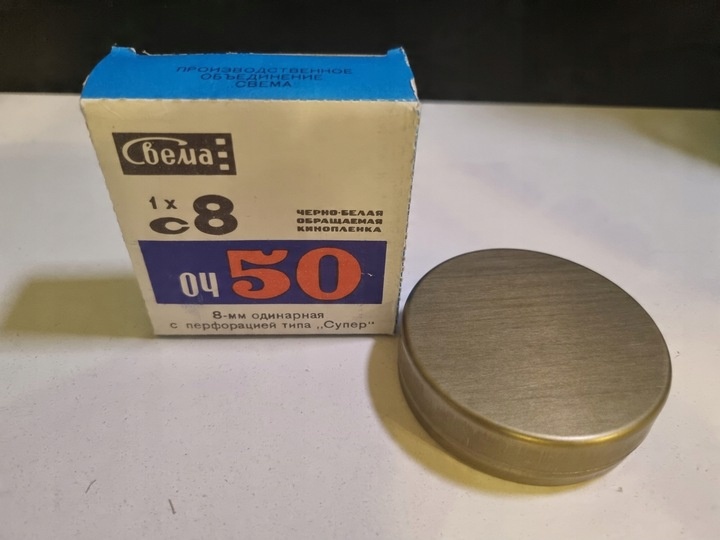 ПРОИЗВОДСТВЕННОЕ
ОБЪЕДИНЕНИЕ
СВЕМА
Свема
1 х
с8
ЧЕРНО-БЕЛАЯ
ОБРАЩАЕМАЯ
КИНОПЛЕНКА
ОЧ 50
8-мм одинарная
с перфорацией типа „Супер“